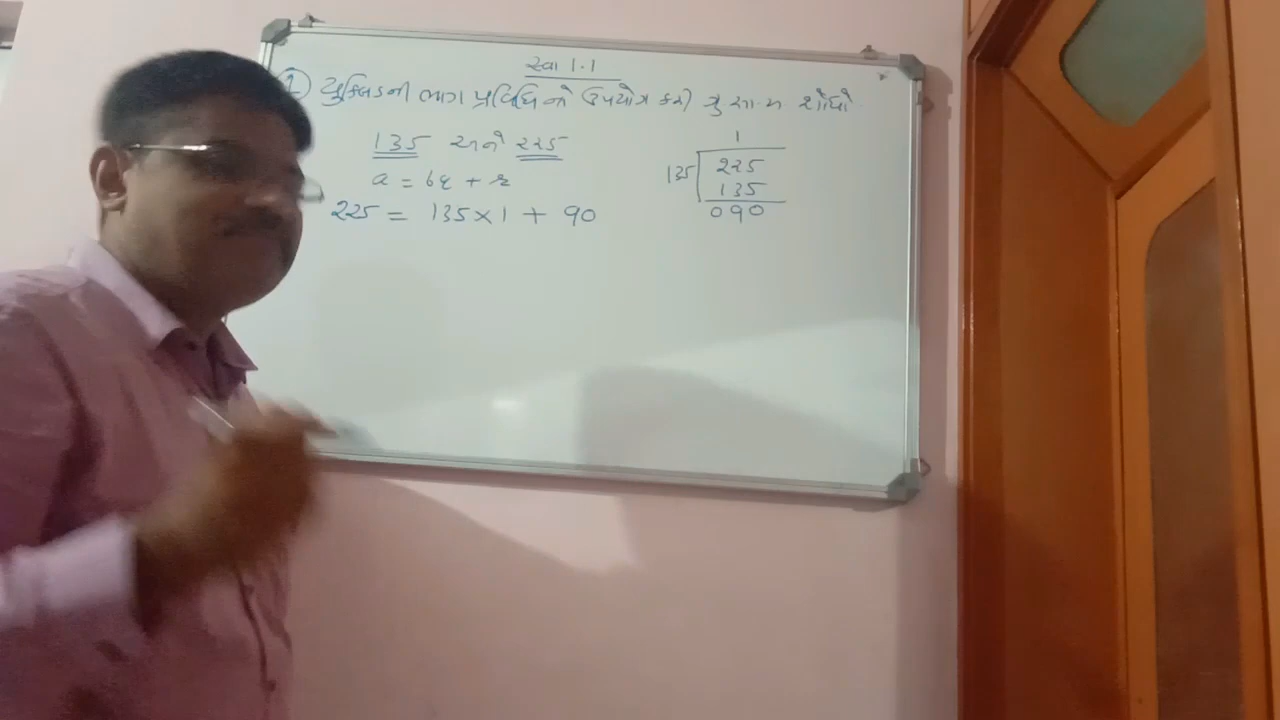 સ્વા 1.1
① યુક્લિડની ભાગ પ્રવિધિનો ઉપયોગ કરી ગુ.સા.અ શોધો
135 અને 225
a = bq + r
225 = 135 × 1 + 90
1
135 225
135
090